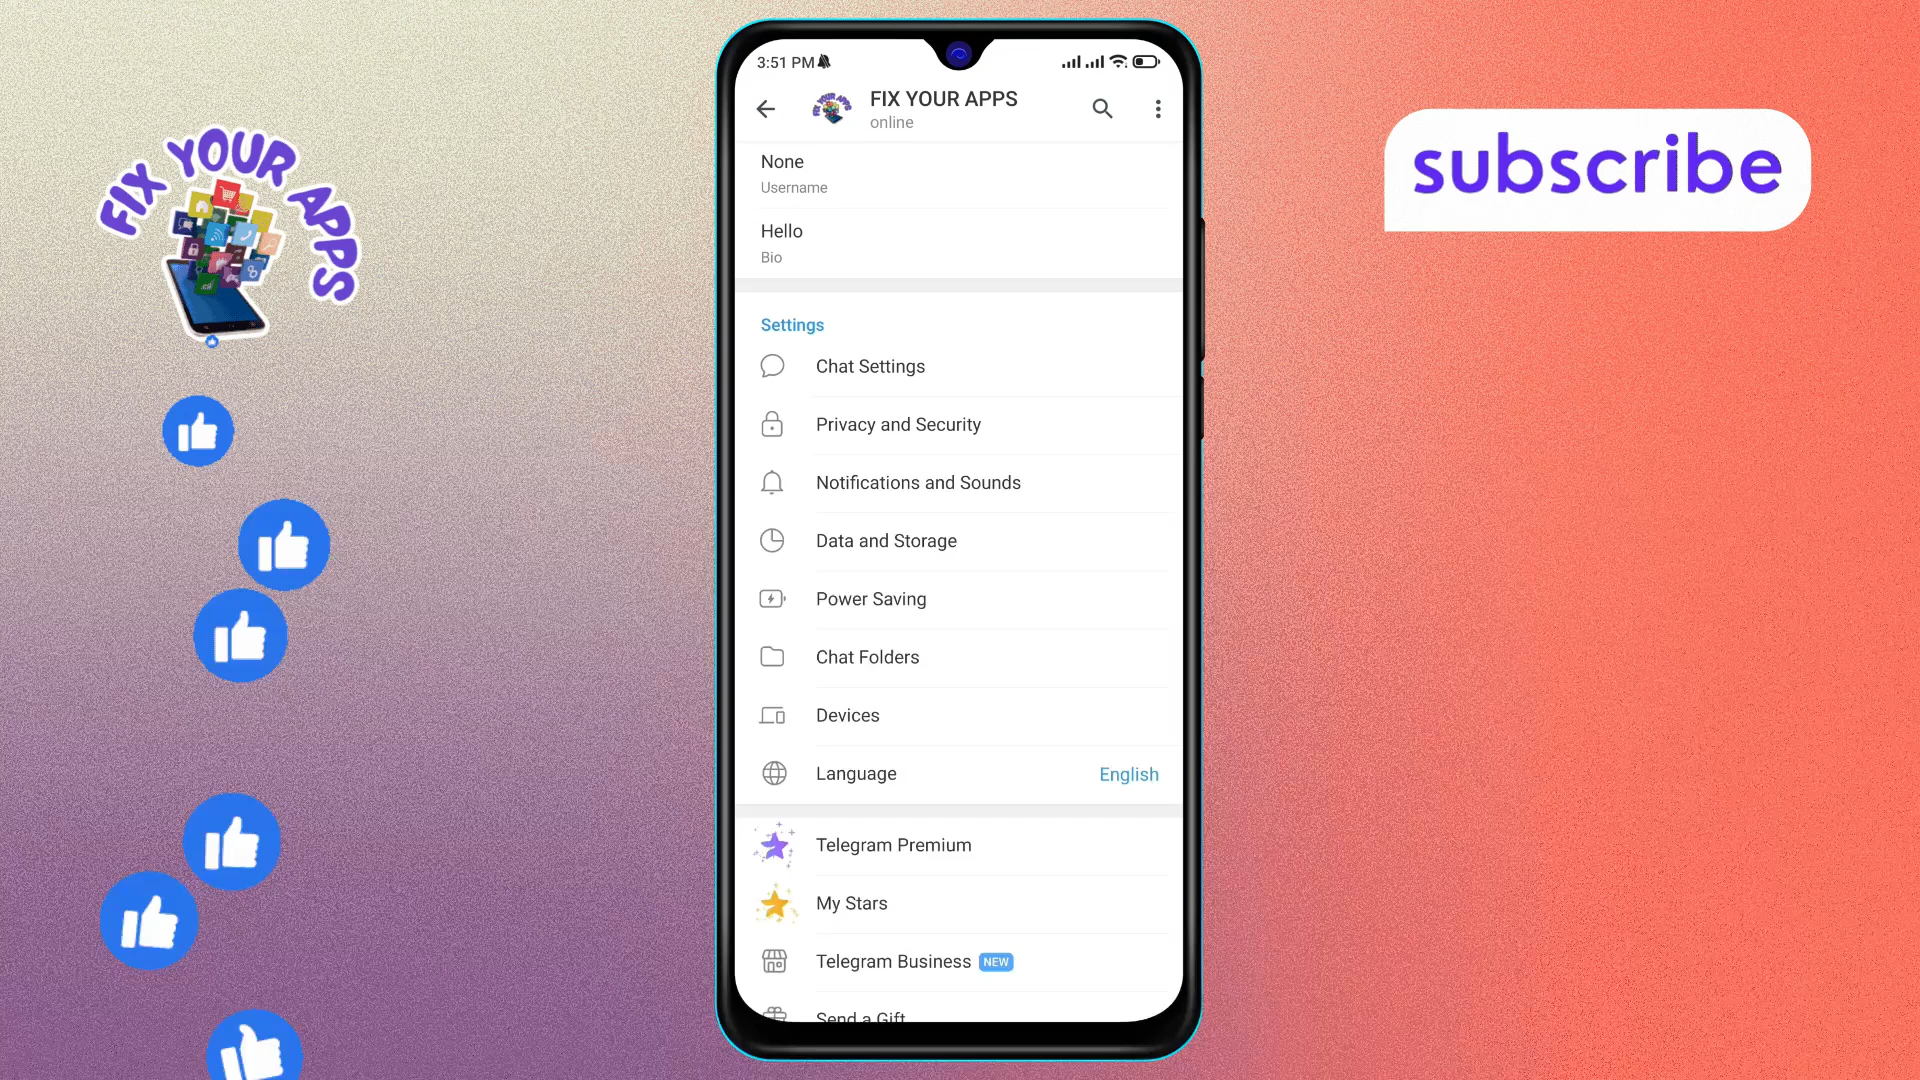 FIX YOUR APPS
subscribe
3:51 PM
FIX YOUR APPS
online
None
Username
Hello
Bio
Settings
Chat Settings
Privacy and Security
Notifications and Sounds
Data and Storage
Power Saving
Chat Folders
Devices
Language English
Telegram Premium
My Stars
Telegram Business NEW
Send a Gift